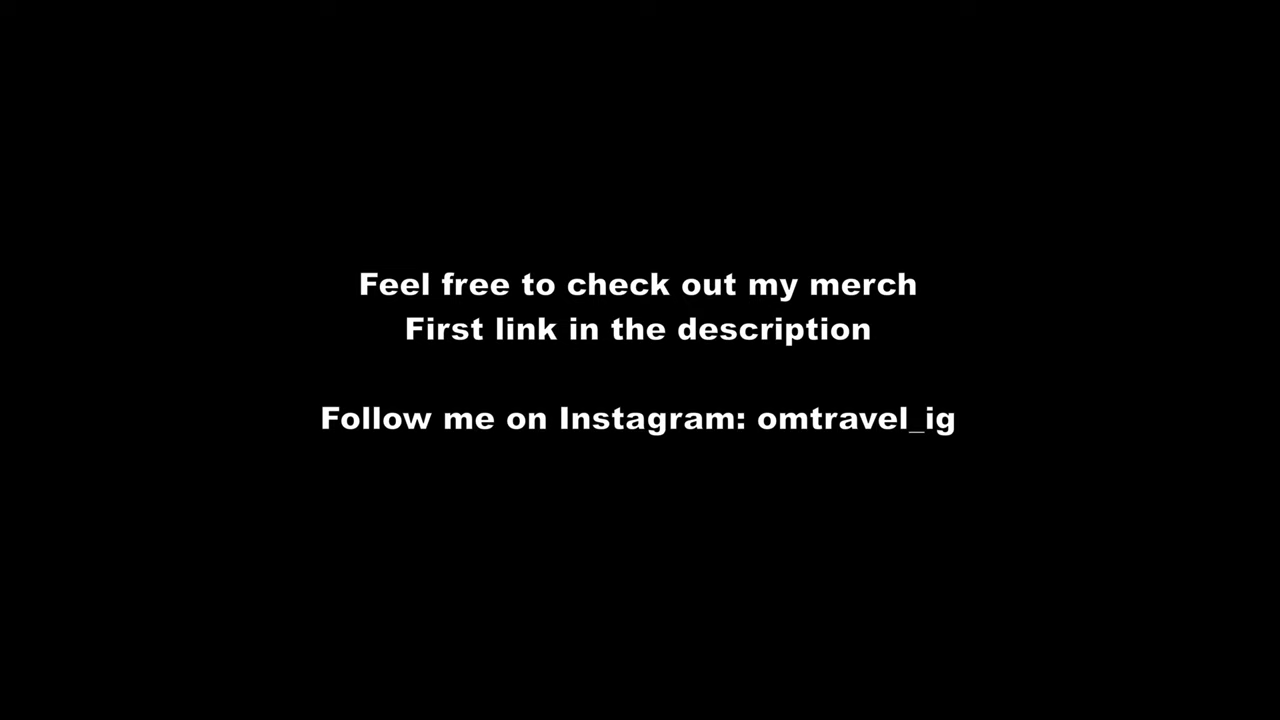 Feel free to check out my merch
First link in the description
Follow me on Instagram: omtravel_ig